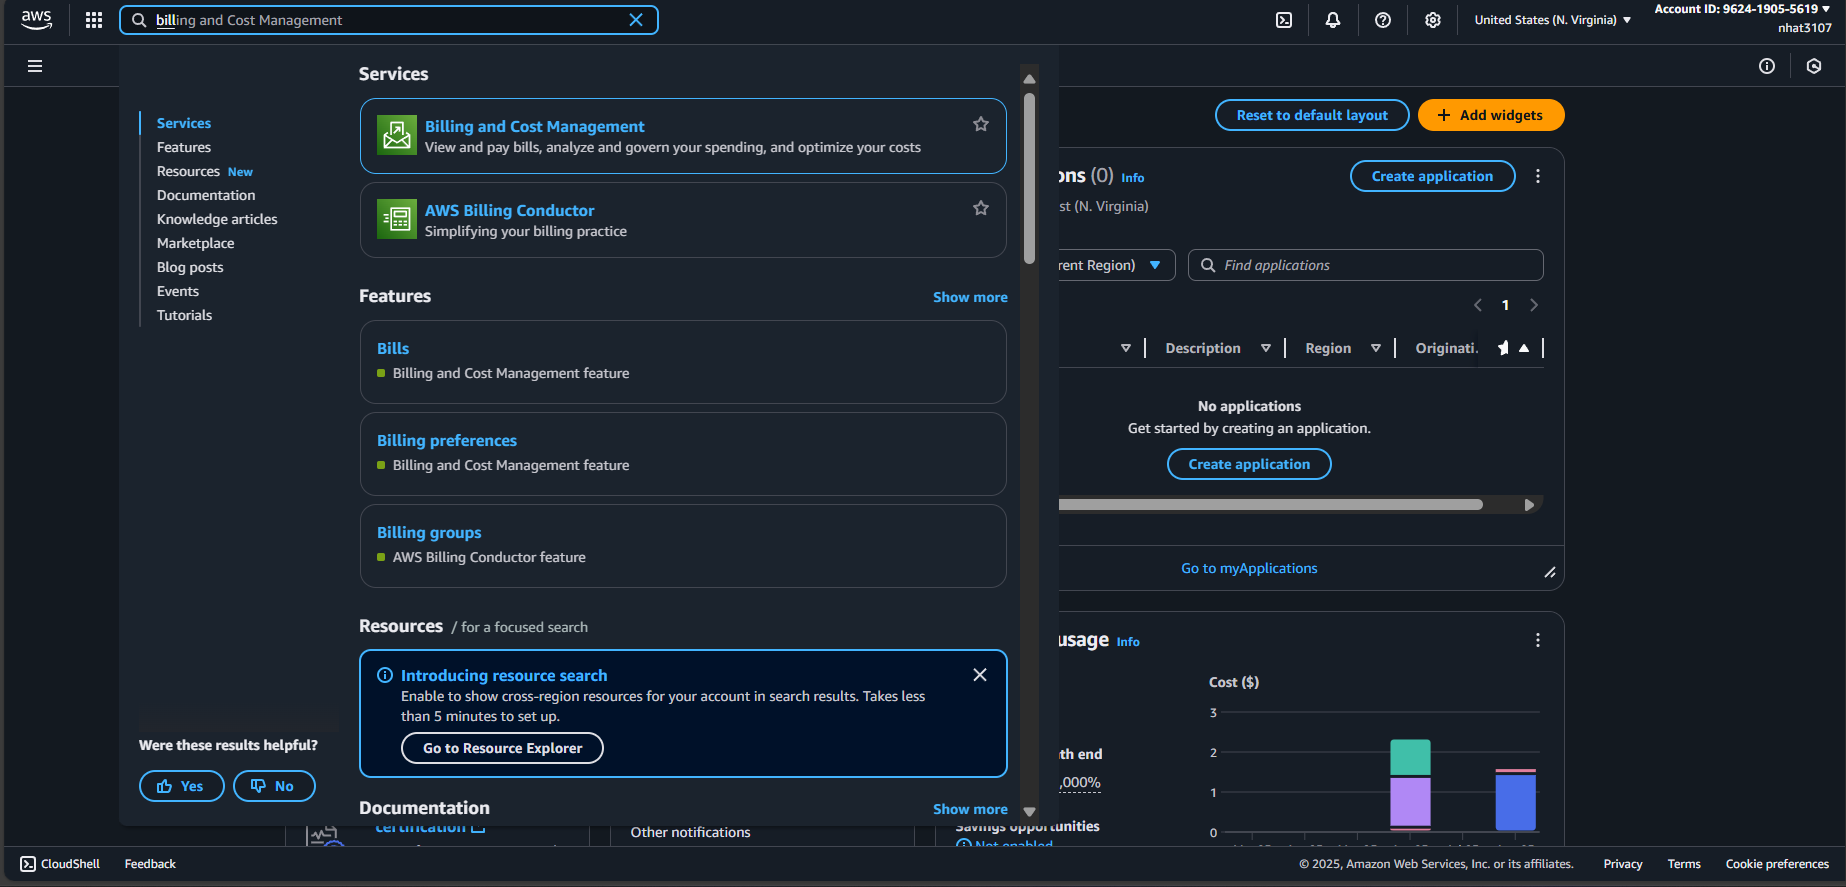 aws
billing and Cost Management
United States (N. Virginia)
Account ID: 9624-1905-5619
nhat3107
Services
Features
Resources New
Documentation
Knowledge articles
Marketplace
Blog posts
Events
Tutorials
Were these results helpful?
Yes
No
Services
Billing and Cost Management
View and pay bills, analyze and govern your spending, and optimize your costs
AWS Billing Conductor
Simplifying your billing practice
Features
Show more
Bills
Billing and Cost Management feature
Billing preferences
Billing and Cost Management feature
Billing groups
AWS Billing Conductor feature
Resources / for a focused search
Introducing resource search
Enable to show cross-region resources for your account in search results. Takes less
than 5 minutes to set up.
Go to Resource Explorer
Documentation
Show more
certification
Other notifications
Reset to default layout
Add widgets
ons (0) Info
st (N. Virginia)
Create application
rent Region)
Find applications
1
Description
Region
Originati.
No applications
Get started by creating an application.
Create application
Go to myApplications
usage Info
th end
,000%
Savings opportunities
Not enabled
Cost ($)
3
2
1
0
CloudShell
Feedback
© 2025, Amazon Web Services, Inc. or its affiliates.
Privacy
Terms
Cookie preferences